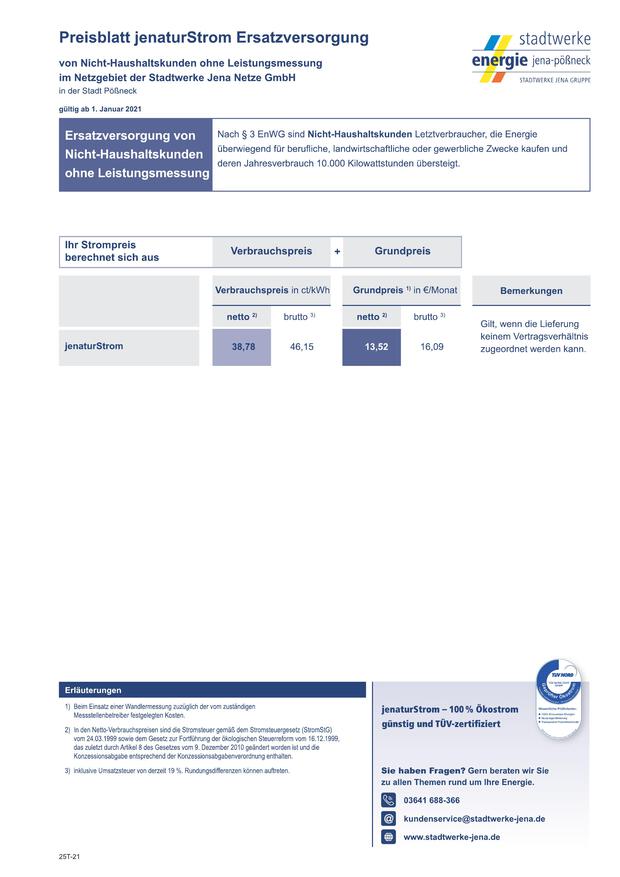 Preisblatt jenaturStrom Ersatzversorgung
von Nicht-Haushaltskunden ohne Leistungsmessung
im Netzgebiet der Stadtwerke Jena Netze GmbH
in der Stadt Pößneck
gültig ab 1. Januar 2021
stadtwerke
energie jena-pößneck
STADTWERKE JENA GRUPPE
Ersatzversorgung von
Nicht-Haushaltskunden
ohne Leistungsmessung
Nach § 3 EnWG sind Nicht-Haushaltskunden Letztverbraucher, die Energie
überwiegend für berufliche, landwirtschaftliche oder gewerbliche Zwecke kaufen und
deren Jahresverbrauch 10.000 Kilowattstunden übersteigt.
Ihr Strompreis
berechnet sich aus
Verbrauchspreis + Grundpreis
Verbrauchspreis in ct/kWh Grundpreis 1) in €/Monat Bemerkungen
netto 2) brutto 3) netto 2) brutto 3)
jenaturStrom 38,78 46,15 13,52 16,09
Gilt, wenn die Lieferung
keinem Vertragsverhältnis
zugeordnet werden kann.
Erläuterungen
1) Beim Einsatz einer Wandlermessung zuzüglich der vom zuständigen
Messstellenbetreiber festgelegten Kosten.
2) In den Netto-Verbrauchspreisen sind die Stromsteuer gemäß dem Stromsteuergesetz (StromStG)
vom 24.03.1999 sowie dem Gesetz zur Fortführung der ökologischen Steuerreform vom 16.12.1999,
das zuletzt durch Artikel 8 des Gesetzes vom 9. Dezember 2010 geändert worden ist und die
Konzessionsabgabe entsprechend der Konzessionsabgabenverordnung enthalten.
3) inklusive Umsatzsteuer von derzeit 19 %. Rundungsdifferenzen können auftreten.
TÜV NORD
jenaturStrom – 100 % Ökostrom
günstig und TÜV-zertifiziert
Sie haben Fragen? Gern beraten wir Sie
zu allen Themen rund um Ihre Energie.
03641 688-366
kundenservice@stadtwerke-jena.de
www.stadtwerke-jena.de
25T-21